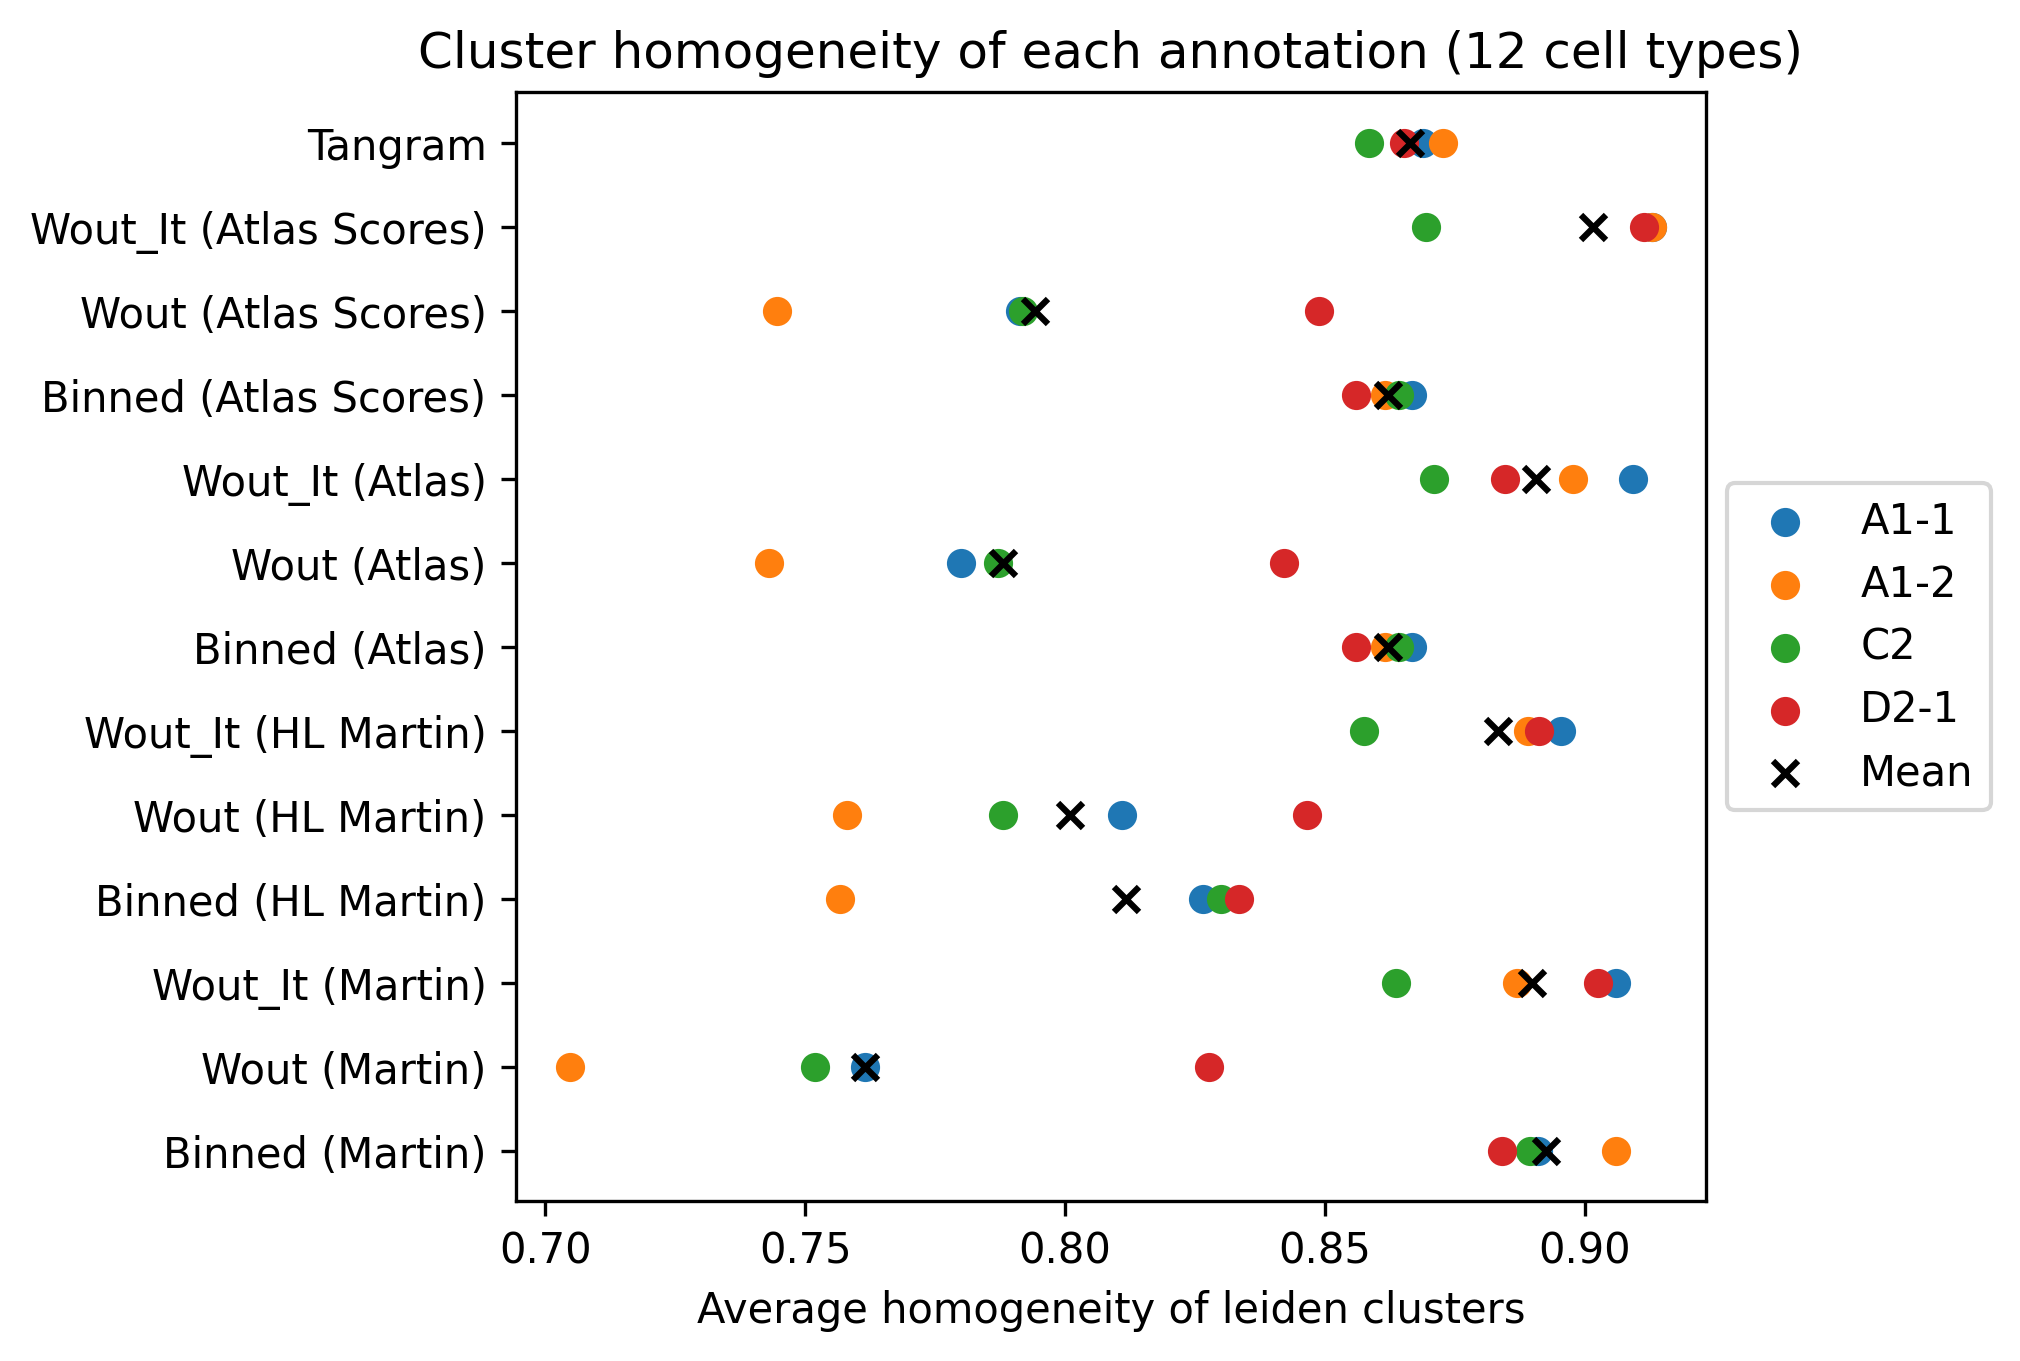 Cluster homogeneity of each annotation (12 cell types)
Tangram
Wout_It (Atlas Scores)
Wout (Atlas Scores)
Binned (Atlas Scores)
Wout_It (Atlas)
Wout (Atlas)
Binned (Atlas)
Wout_It (HL Martin)
Wout (HL Martin)
Binned (HL Martin)
Wout_It (Martin)
Wout (Martin)
Binned (Martin)
A1-1
A1-2
C2
D2-1
Mean
0.70 0.75 0.80 0.85 0.90
Average homogeneity of leiden clusters